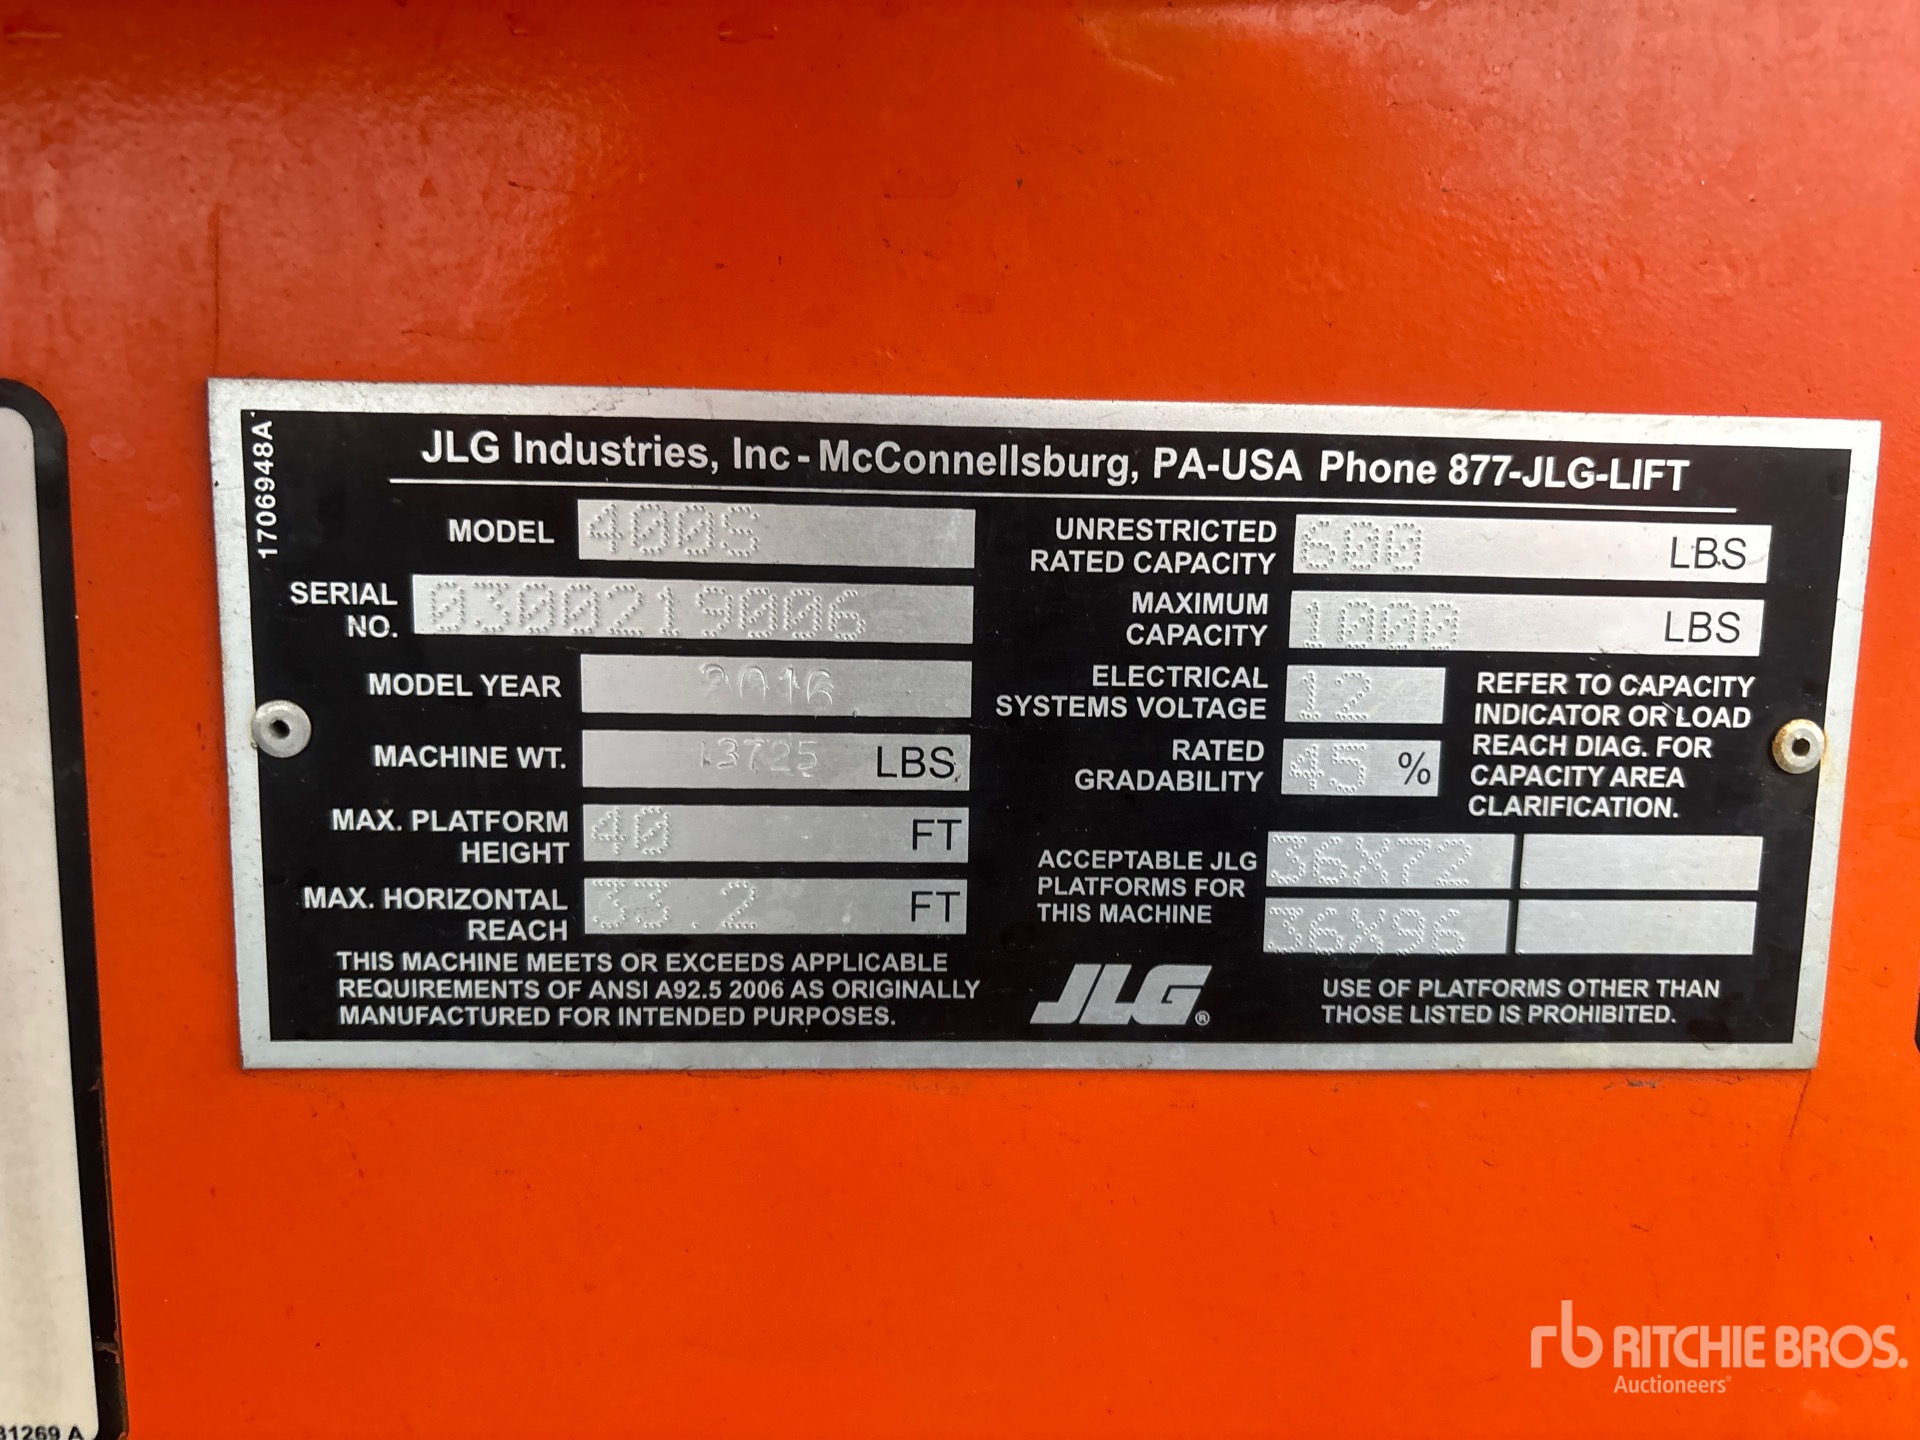 1706948A
JLG Industries, Inc - McConnellsburg, PA-USA Phone 877-JLG-LIFT
MODEL 400S
SERIAL NO. 0300219006
MODEL YEAR 2016
MACHINE WT. 13725 LBS.
MAX. PLATFORM HEIGHT 40 FT
MAX. HORIZONTAL REACH 33.2 FT
THIS MACHINE MEETS OR EXCEEDS APPLICABLE
REQUIREMENTS OF ANSI A92.5 2006 AS ORIGINALLY
MANUFACTURED FOR INTENDED PURPOSES.
UNRESTRICTED
RATED CAPACITY 600 LBS
MAXIMUM
CAPACITY 1000 LBS
ELECTRICAL
SYSTEMS VOLTAGE 12
RATED
GRADABILITY 45 %
REFER TO CAPACITY
INDICATOR OR LOAD
REACH DIAG. FOR
CAPACITY AREA
CLARIFICATION.
ACCEPTABLE JLG
PLATFORMS FOR
THIS MACHINE
36X72
36X96
JLG®
USE OF PLATFORMS OTHER THAN
THOSE LISTED IS PROHIBITED.
31269 A
rb RITCHIE BROS.
Auctioneers®